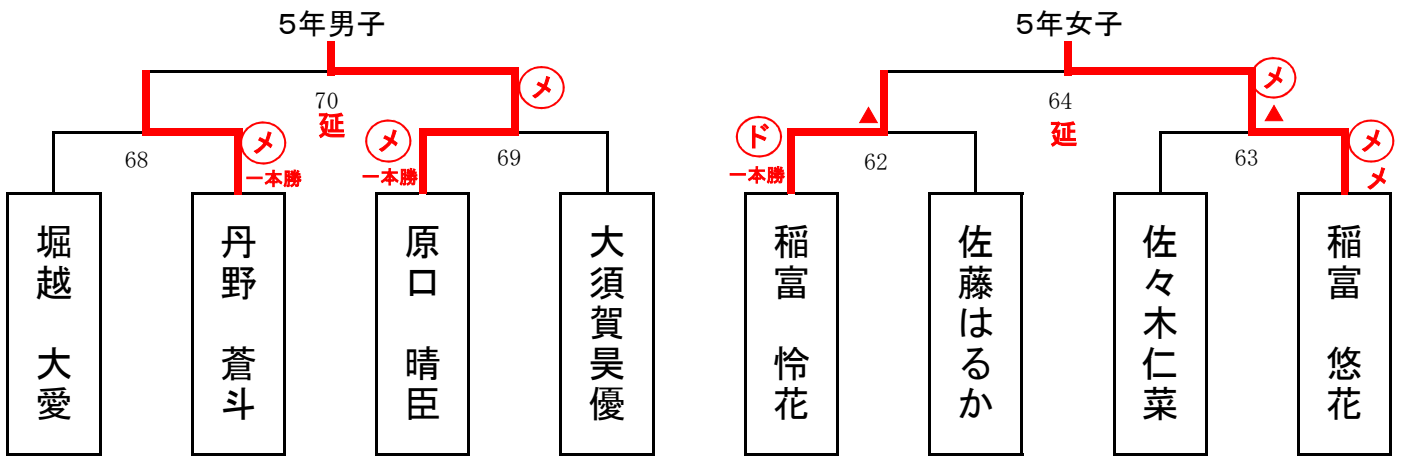 5年男子
70
延
メ
68
メ
一本勝
メ
一本勝
69
堀越 大愛
丹野 蒼斗
原口 晴臣
大須賀昊優
5年女子
64
延
メ
▲
ド
一本勝
▲
62
63
メ
メ
稲富 怜花
佐藤はるか
佐々木仁菜
稲富 悠花